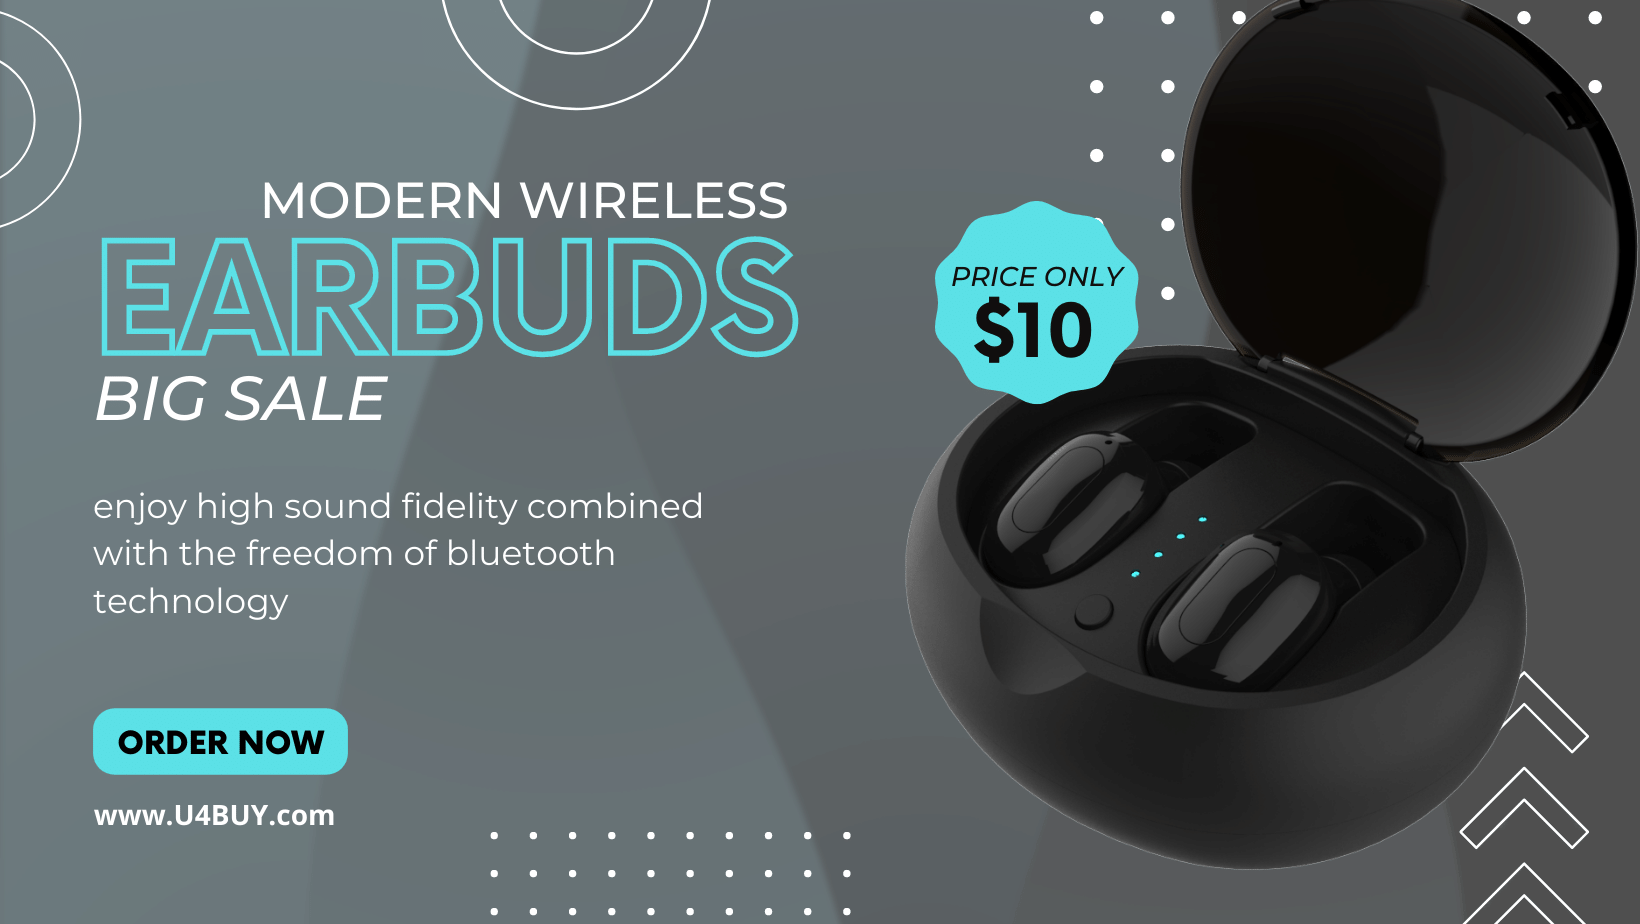 MODERN WIRELESS
EARBUDS
BIG SALE
PRICE ONLY
$10
enjoy high sound fidelity combined
with the freedom of bluetooth
technology
ORDER NOW
www.U4BUY.com